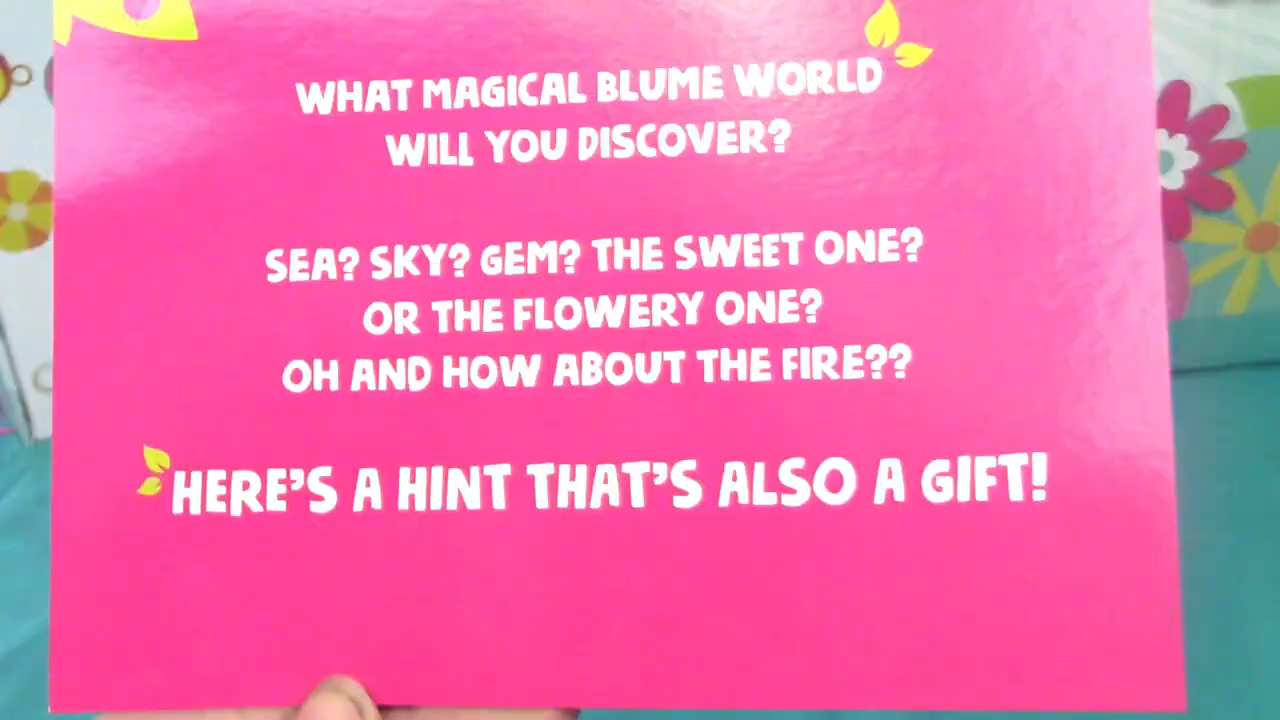 WHAT MAGICAL BLUME WORLD
WILL YOU DISCOVER?
SEA? SKY? GEM? THE SWEET ONE?
OR THE FLOWERY ONE?
OH AND HOW ABOUT THE FIRE??
HERE'S A HINT THAT'S ALSO A GIFT!